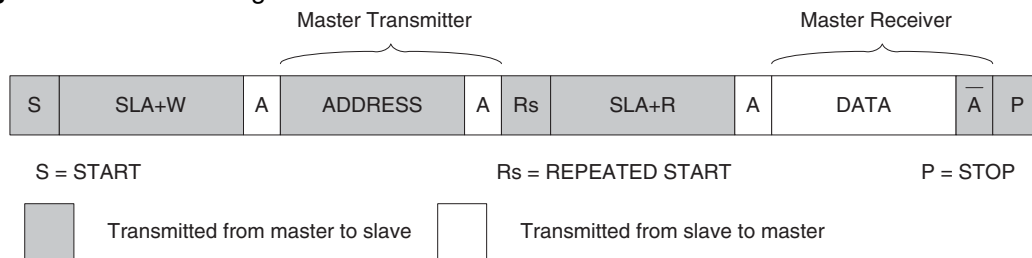 Master Transmitter Master Receiver
S SLA+W A ADDRESS A Rs SLA+R A DATA A̅ P
S = START Rs = REPEATED START P = STOP
Transmitted from master to slave Transmitted from slave to master